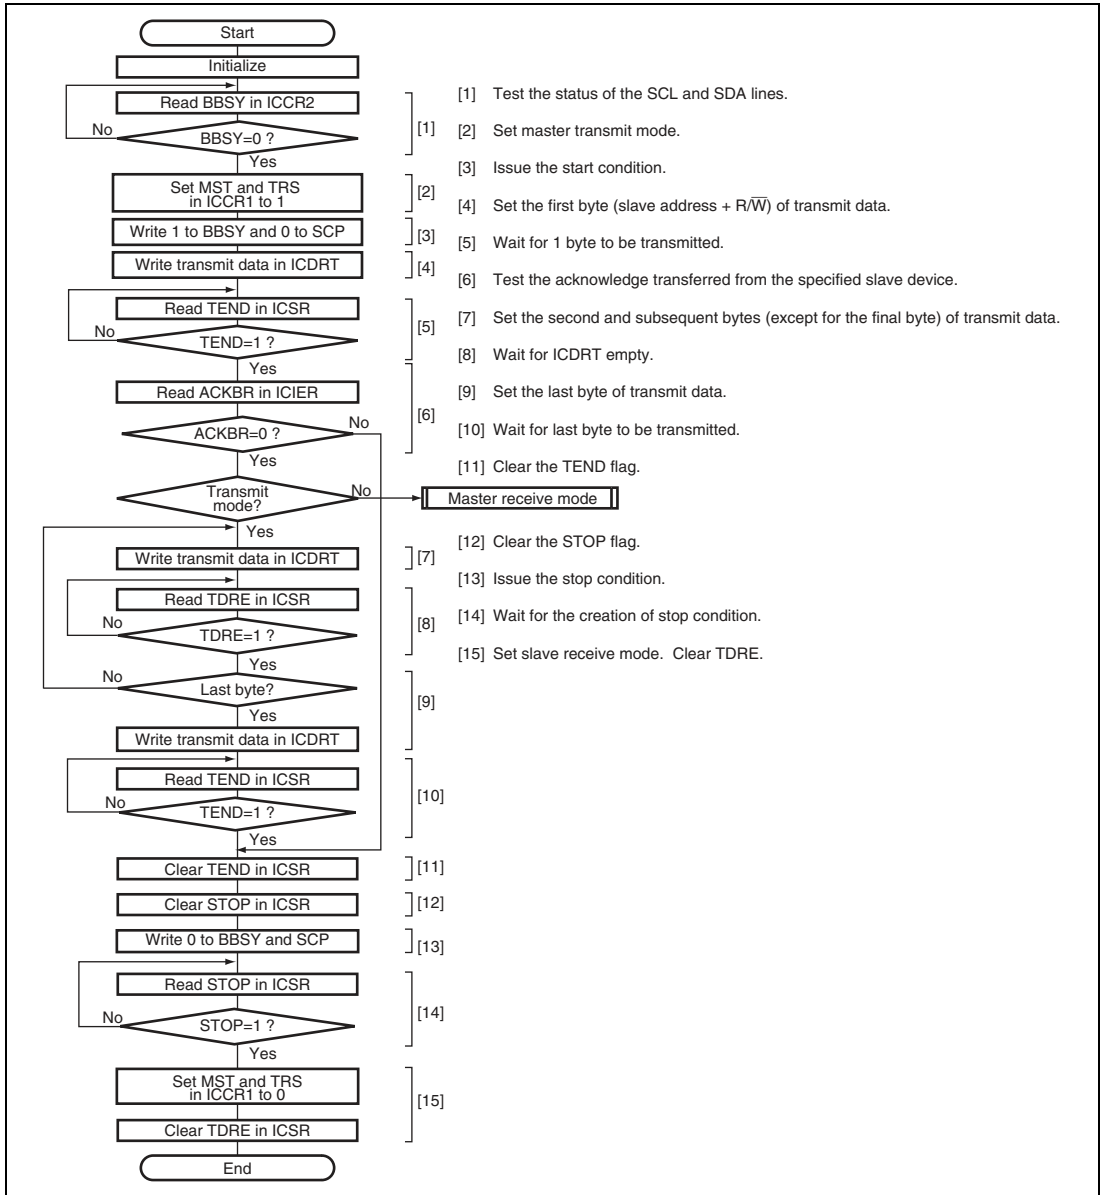 Start
Initialize
Read BBSY in ICCR2
No
BBSY=0 ?
[1]
Yes
Set MST and TRS
in ICCR1 to 1
[2]
Write 1 to BBSY and 0 to SCP
[3]
Write transmit data in ICDRT
[4]
Read TEND in ICSR
No
TEND=1 ?
[5]
Yes
Read ACKBR in ICIER
[6]
ACKBR=0 ?
No
Yes
Transmit
mode?
No
Master receive mode
Yes
Write transmit data in ICDRT
[7]
Read TDRE in ICSR
No
TDRE=1 ?
[8]
Yes
No
Last byte?
[9]
Yes
Write transmit data in ICDRT
Read TEND in ICSR
No
TEND=1 ?
[10]
Yes
Clear TEND in ICSR
[11]
Clear STOP in ICSR
[12]
Write 0 to BBSY and SCP
[13]
Read STOP in ICSR
No
STOP=1 ?
[14]
Yes
Set MST and TRS
in ICCR1 to 0
[15]
Clear TDRE in ICSR
End
[1] Test the status of the SCL and SDA lines.
[2] Set master transmit mode.
[3] Issue the start condition.
[4] Set the first byte (slave address + R/W̅) of transmit data.
[5] Wait for 1 byte to be transmitted.
[6] Test the acknowledge transferred from the specified slave device.
[7] Set the second and subsequent bytes (except for the final byte) of transmit data.
[8] Wait for ICDRT empty.
[9] Set the last byte of transmit data.
[10] Wait for last byte to be transmitted.
[11] Clear the TEND flag.
[12] Clear the STOP flag.
[13] Issue the stop condition.
[14] Wait for the creation of stop condition.
[15] Set slave receive mode. Clear TDRE.